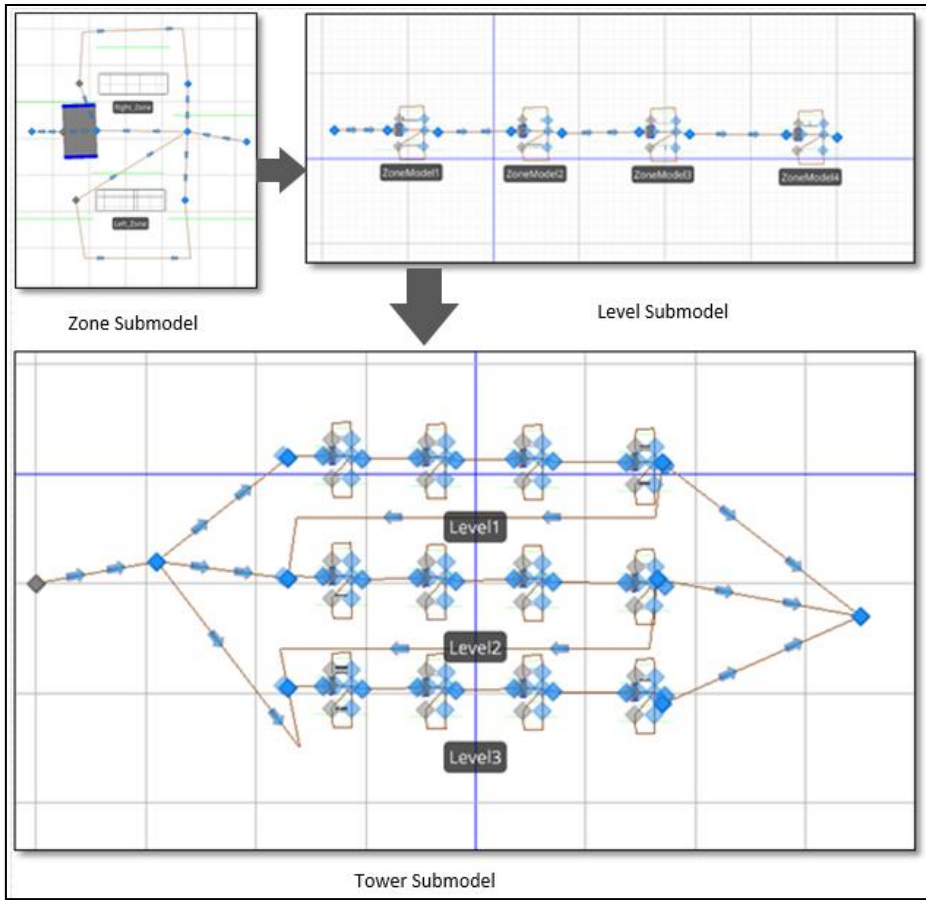 Right_Zone
Left_Zone
ZoneModel1
ZoneModel2
ZoneModel3
ZoneModel4
Zone Submodel
Level Submodel
Level1
Level2
Level3
Tower Submodel